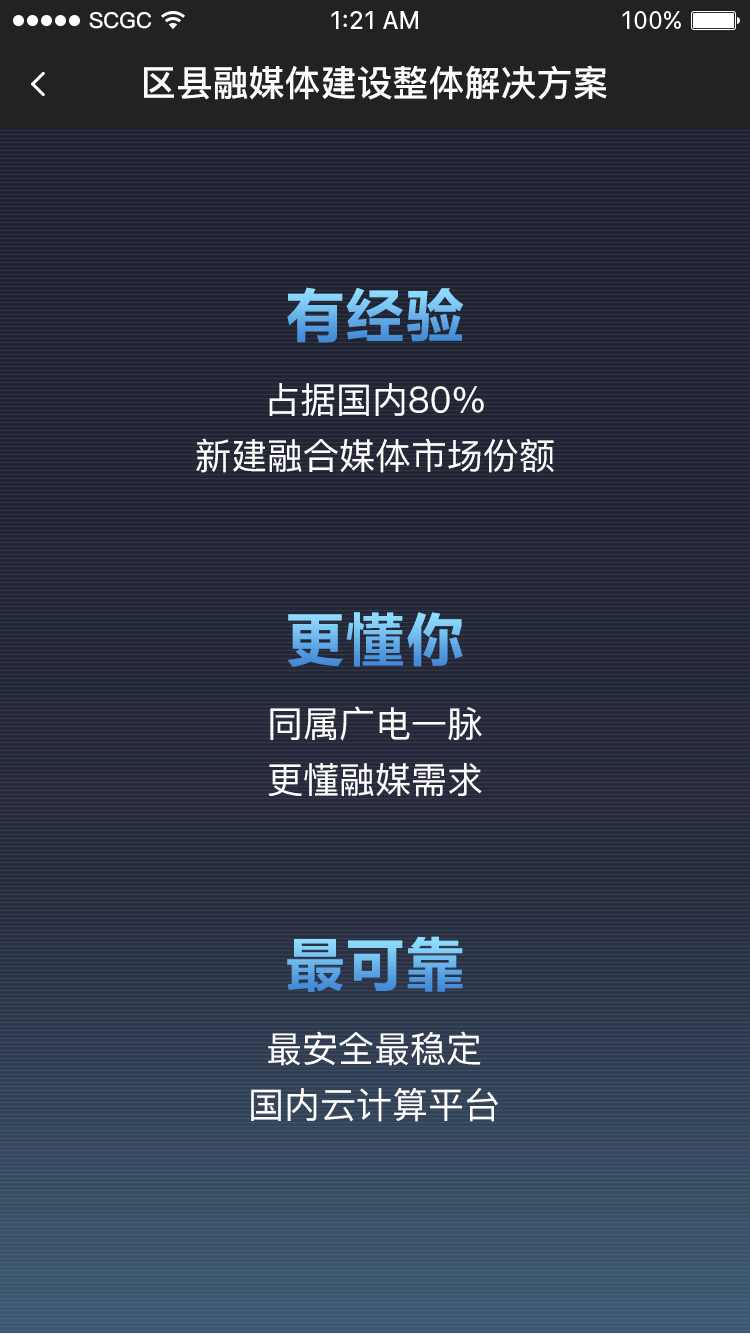 SCGC 1:21 AM 100%
区县融媒体建设整体解决方案
有经验
占据国内80%
新建融合媒体市场份额
更懂你
同属广电一脉
更懂融媒需求
最可靠
最安全最稳定
国内云计算平台